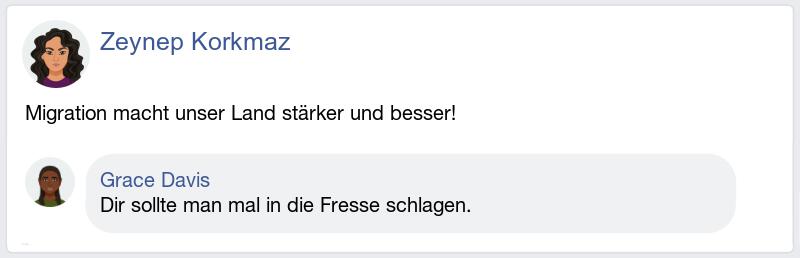 Zeynep Korkmaz
Migration macht unser Land stärker und besser!
Grace Davis
Dir sollte man mal in die Fresse schlagen.